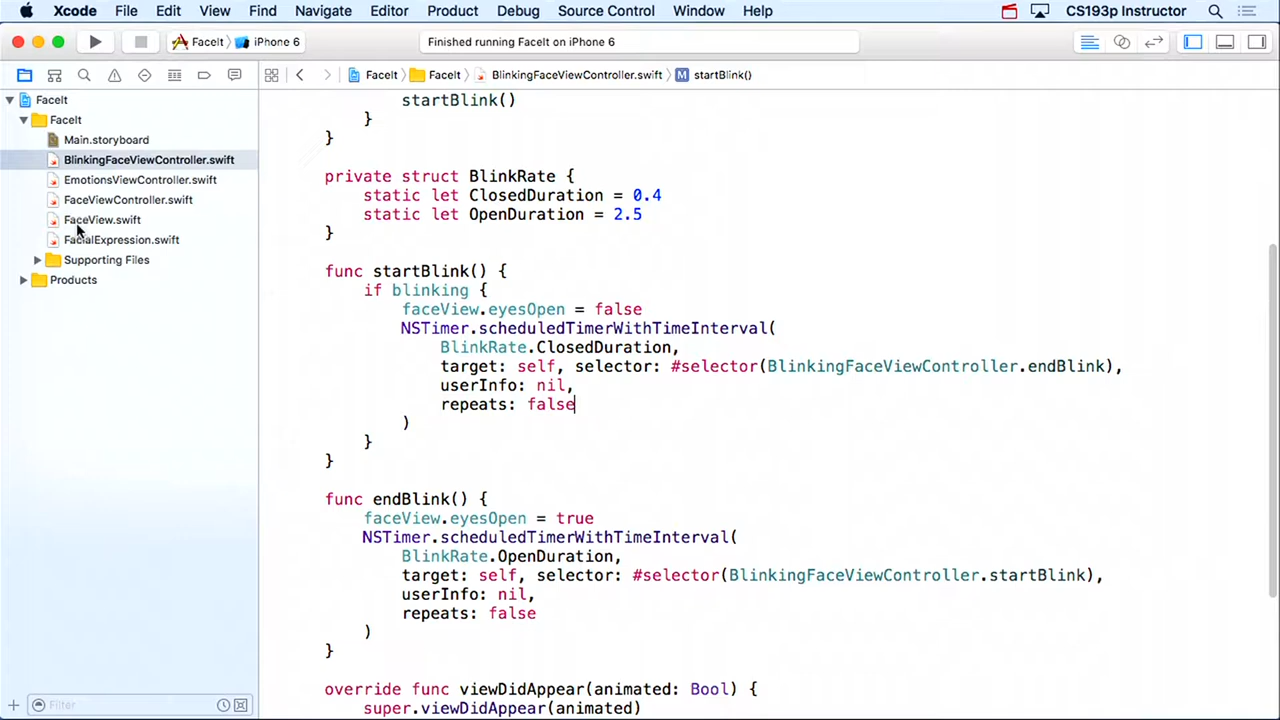 Xcode File Edit View Find Navigate Editor Product Debug Source Control Window Help CS193p Instructor
FaceIt iPhone 6 Finished running FaceIt on iPhone 6
FaceIt FaceIt BlinkingFaceViewController.swift M startBlink()
FaceIt
FaceIt
Main.storyboard
BlinkingFaceViewController.swift
EmotionsViewController.swift
FaceViewController.swift
FaceView.swift
FacialExpression.swift
Supporting Files
Products
Filter
startBlink()
}
}
private struct BlinkRate {
static let ClosedDuration = 0.4
static let OpenDuration = 2.5
}
func startBlink() {
if blinking {
faceView.eyesOpen = false
NSTimer.scheduledTimerWithTimeInterval(
BlinkRate.ClosedDuration,
target: self, selector: #selector(BlinkingFaceViewController.endBlink),
userInfo: nil,
repeats: false
)
}
}
func endBlink() {
faceView.eyesOpen = true
NSTimer.scheduledTimerWithTimeInterval(
BlinkRate.OpenDuration,
target: self, selector: #selector(BlinkingFaceViewController.startBlink),
userInfo: nil,
repeats: false
)
}
override func viewDidAppear(animated: Bool) {
super.viewDidAppear(animated)